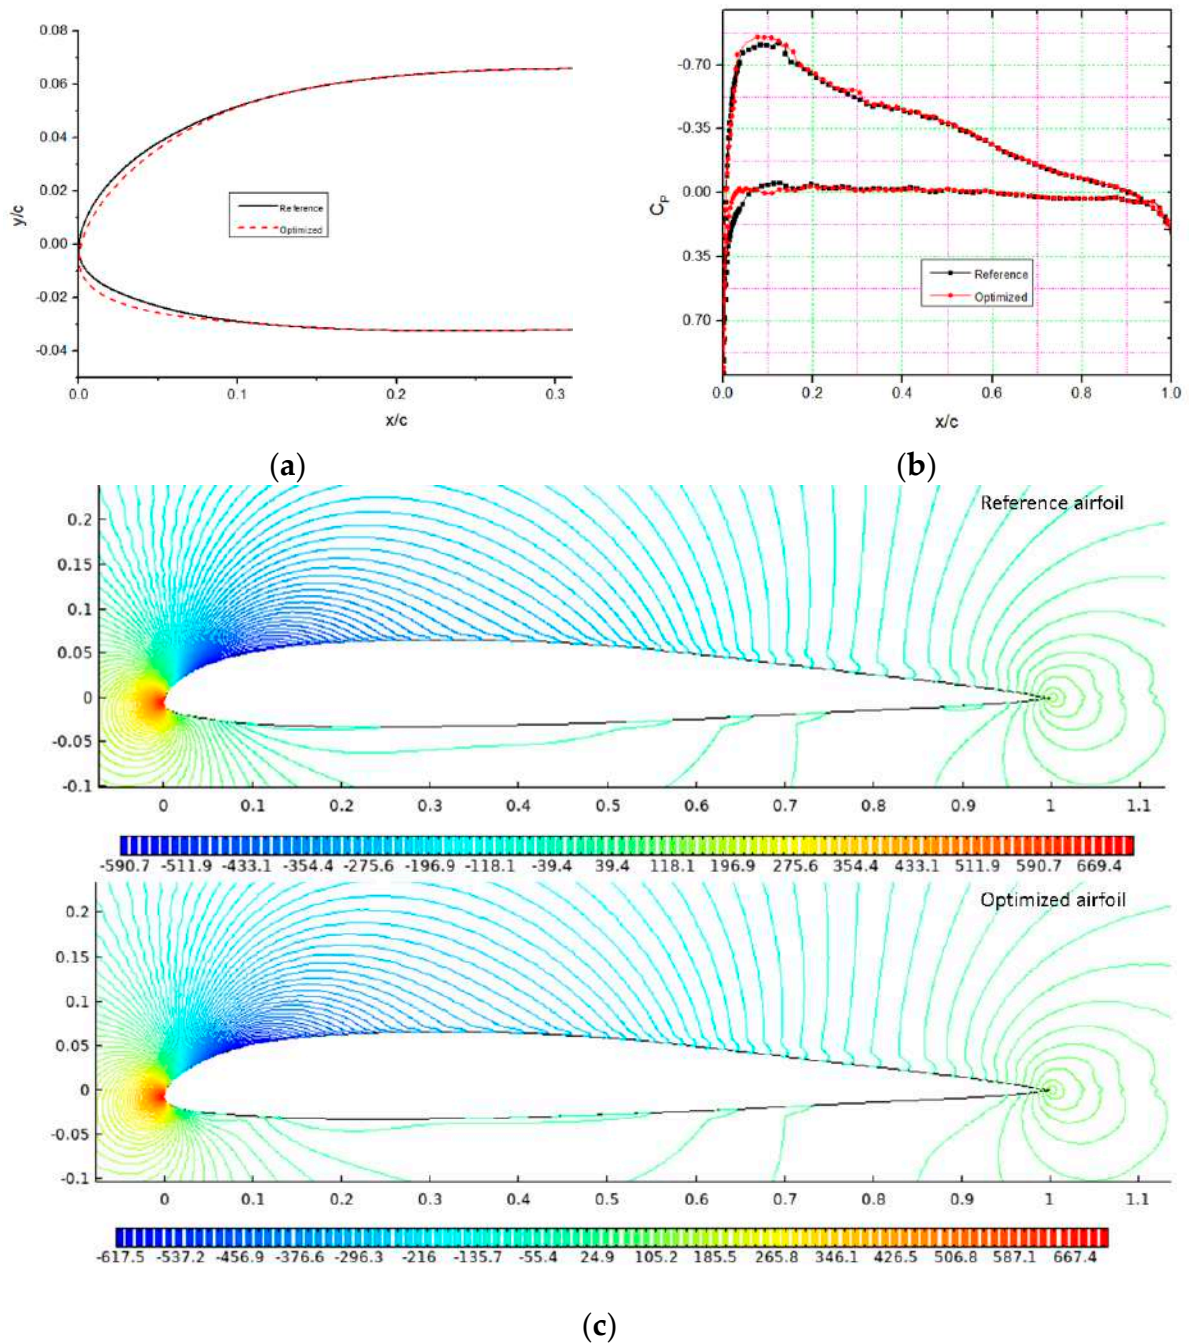 0.08
0.06
0.04
0.02
0.00
-0.02
-0.04
y/c
Reference
Optimized
0.0 0.1 0.2 0.3
x/c
(a)
-0.70
-0.35
0.00
0.35
0.70
CP
Reference
Optimized
0.0 0.2 0.4 0.6 0.8 1.0
x/c
(b)
Reference airfoil
0.2
0.15
0.1
0.05
0
-0.05
-0.1
0 0.1 0.2 0.3 0.4 0.5 0.6 0.7 0.8 0.9 1 1.1
-590.7 -511.9 -433.1 -354.4 -275.6 -196.9 -118.1 -59.4 39.4 118.1 196.9 275.6 354.4 433.1 511.9 590.7 669.4
Optimized airfoil
0.2
0.15
0.1
0.05
0
-0.05
-0.1
0 0.1 0.2 0.3 0.4 0.5 0.6 0.7 0.8 0.9 1 1.1
-617.5 -537.2 -456.9 -376.6 -296.3 -216 -135.7 -55.4 24.9 105.2 185.5 265.8 346.1 426.5 506.8 587.1 667.4
(c)